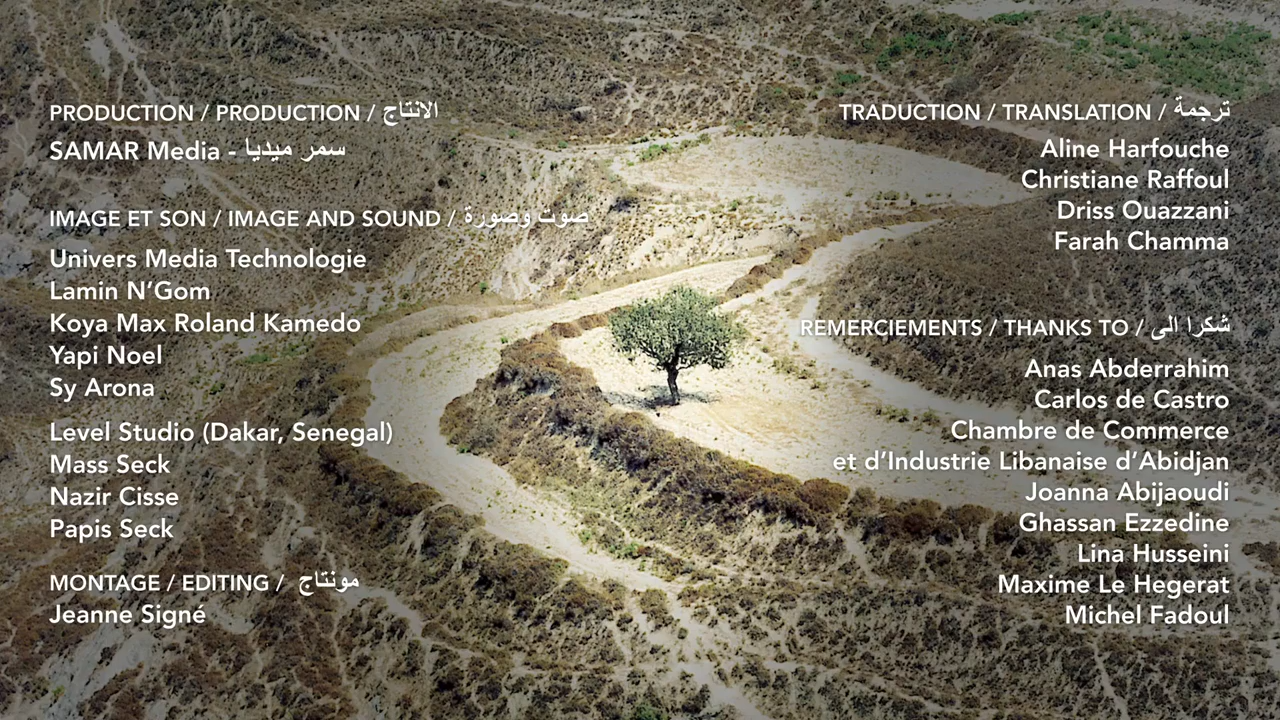 PRODUCTION / PRODUCTION / الانتاج
SAMAR Media - سمر ميديا
IMAGE ET SON / IMAGE AND SOUND / صوت وصورة
Univers Media Technologie
Lamin N’Gom
Koya Max Roland Kamedo
Yapi Noel
Sy Arona
Level Studio (Dakar, Senegal)
Mass Seck
Nazir Cisse
Papis Seck
MONTAGE / EDITING / مونتاج
Jeanne Signé
TRADUCTION / TRANSLATION / ترجمة
Aline Harfouche
Christiane Raffoul
Driss Ouazzani
Farah Chamma
REMERCIEMENTS / THANKS TO / شكرا الى
Anas Abderrahim
Carlos de Castro
Chambre de Commerce
et d’Industrie Libanaise d’Abidjan
Joanna Abijaoudi
Ghassan Ezzedine
Lina Husseini
Maxime Le Hegerat
Michel Fadoul